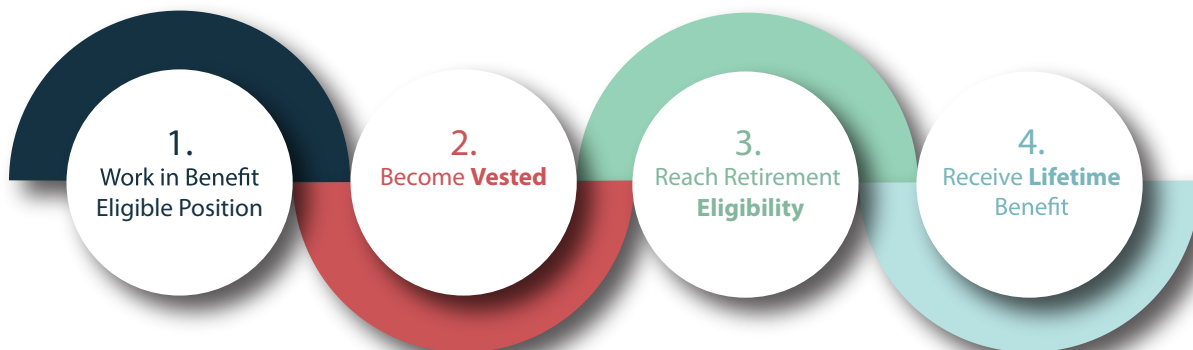 1.
Work in Benefit
Eligible Position
2.
Become Vested
3.
Reach Retirement
Eligibility
4.
Receive Lifetime
Benefit